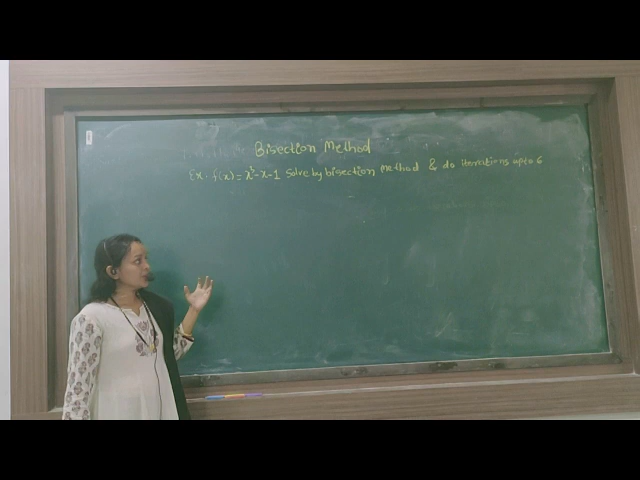 Bisection Method
Ex. f(x) = x³-x-1 solve by bisection Method & do iterations upto 6